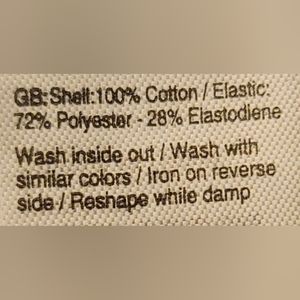 GB: Shell: 100% Cotton / Elastic:
72% Polyester - 28% Elastodiene
Wash inside out / Wash with
similar colors / Iron on reverse
side / Reshape while damp